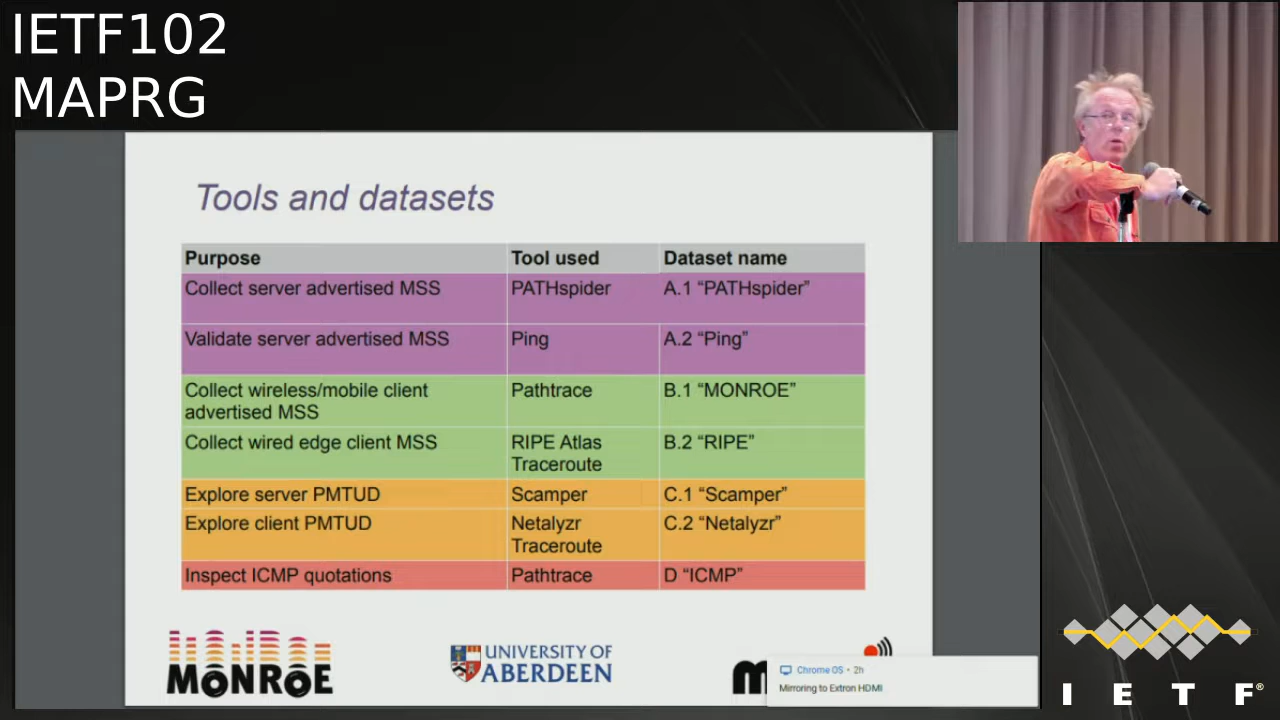 IETF102
MAPRG
Tools and datasets
Purpose Tool used Dataset name
Collect server advertised MSS PATHspider A.1 “PATHspider”
Validate server advertised MSS Ping A.2 “Ping”
Collect wireless/mobile client Pathtrace B.1 “MONROE”
advertised MSS
Collect wired edge client MSS RIPE Atlas B.2 “RIPE”
Traceroute
Explore server PMTUD Scamper C.1 “Scamper”
Explore client PMTUD Netalyzr C.2 “Netalyzr”
Traceroute
Inspect ICMP quotations Pathtrace D “ICMP”
MONROE
UNIVERSITY OF
ABERDEEN
Chrome OS • 2h
Mirroring to Extron HDMI
I E T F®